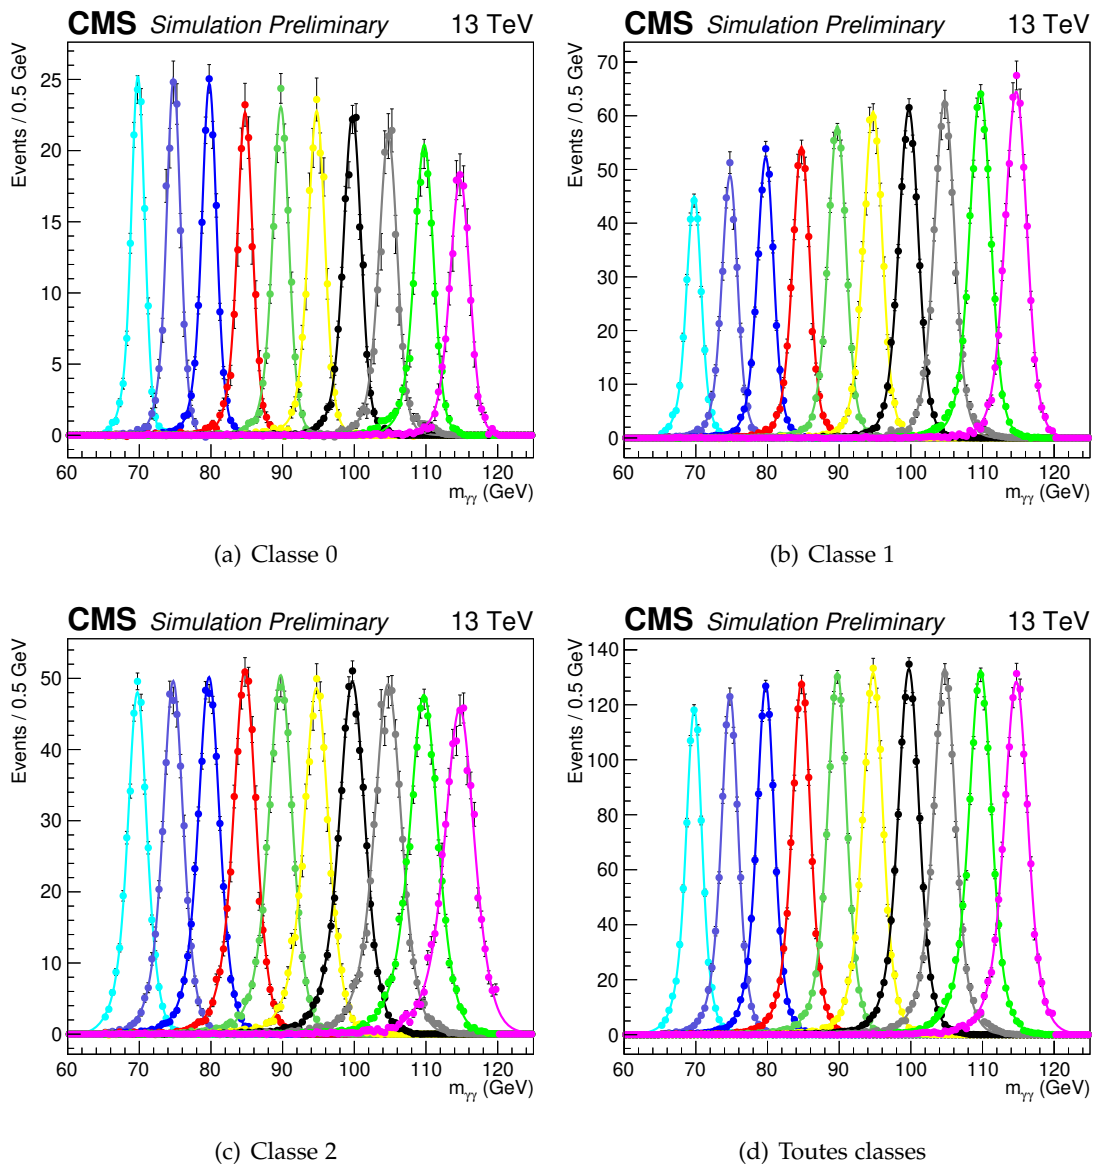 CMS Simulation Preliminary 13 TeV
Events / 0.5 GeV
25
20
15
10
5
0
60 70 80 90 100 110 120
mγγ (GeV)
(a) Classe 0
CMS Simulation Preliminary 13 TeV
Events / 0.5 GeV
70
60
50
40
30
20
10
0
60 70 80 90 100 110 120
mγγ (GeV)
(b) Classe 1
CMS Simulation Preliminary 13 TeV
Events / 0.5 GeV
50
40
30
20
10
0
60 70 80 90 100 110 120
mγγ (GeV)
(c) Classe 2
CMS Simulation Preliminary 13 TeV
Events / 0.5 GeV
140
120
100
80
60
40
20
0
60 70 80 90 100 110 120
mγγ (GeV)
(d) Toutes classes